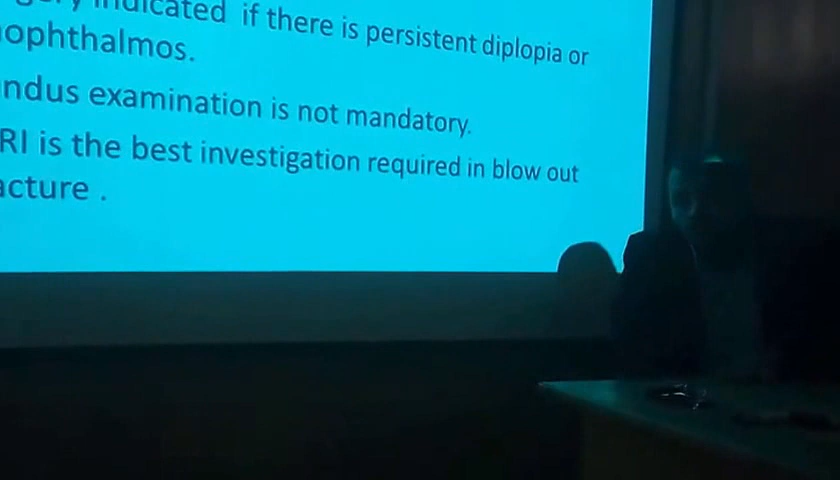 indicated if there is persistent diplopia or
ophthalmos.
ndus examination is not mandatory.
RI is the best investigation required in blow out
acture .